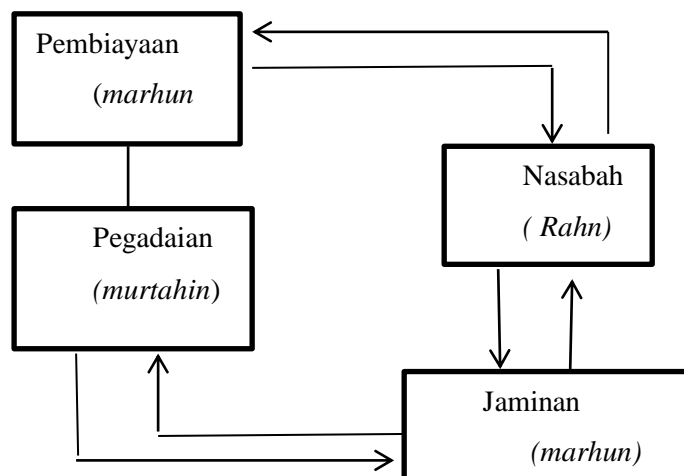 Pembiayaan
(marhun
Nasabah
( Rahn)
Pegadaian
(murtahin)
Jaminan
(marhun)